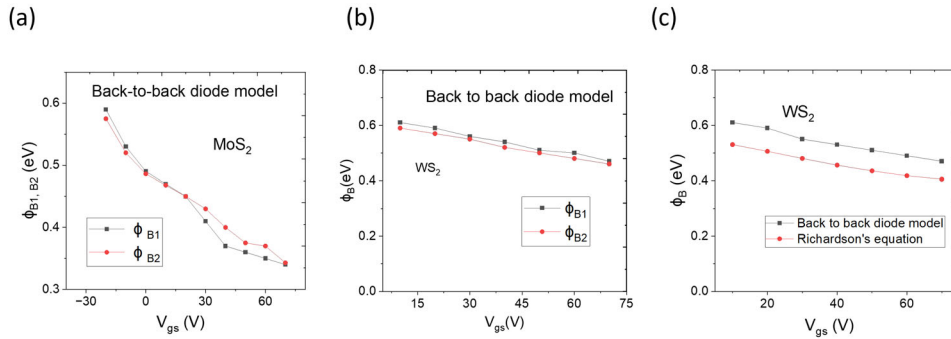 (a)
Back-to-back diode model
MoS2
ϕB1, B2 (eV)
0.6
0.5
0.4
0.3
ϕ B1
ϕ B2
−30
0
30
60
Vgs (V)
(b)
Back to back diode model
WS2
ϕB(eV)
0.8
0.6
0.4
0.2
0.0
ϕB1
ϕB2
15
30
45
60
75
Vgs(V)
(c)
WS2
ϕB (eV)
0.8
0.6
0.4
0.2
0.0
Back to back diode model
Richardson's equation
20
40
60
Vgs (V)